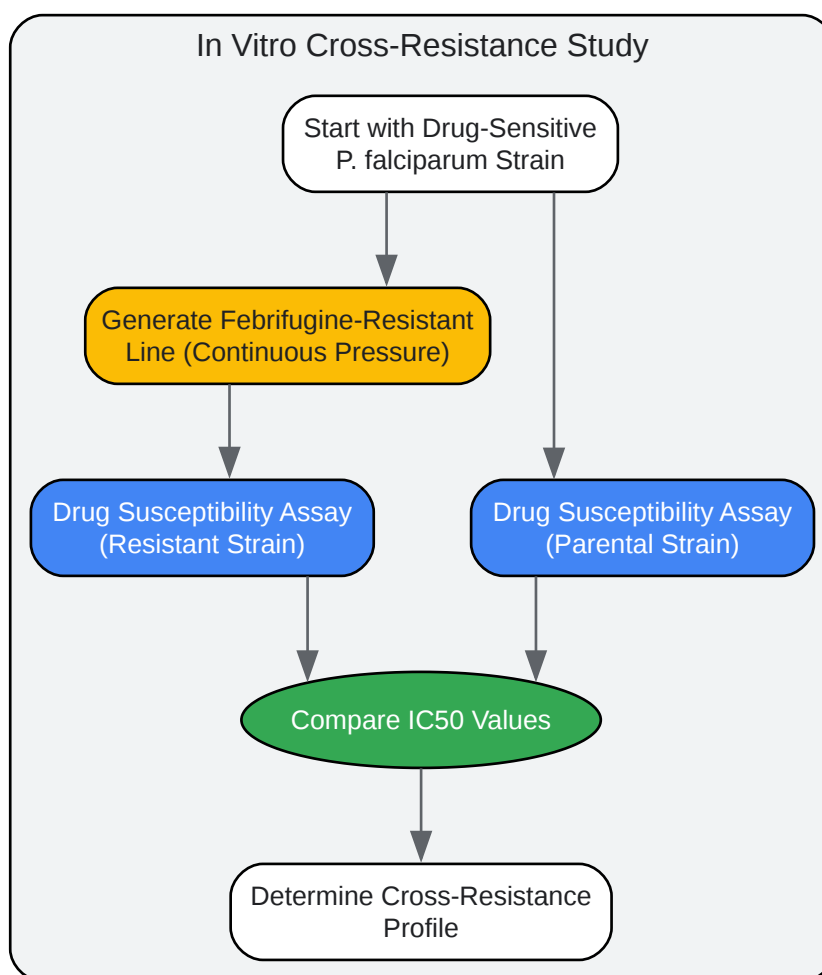 In Vitro Cross-Resistance Study
Start with Drug-Sensitive
P. falciparum Strain
Generate Febrifugine-Resistant
Line (Continuous Pressure)
Drug Susceptibility Assay
(Resistant Strain)
Drug Susceptibility Assay
(Parental Strain)
Compare IC50 Values
Determine Cross-Resistance
Profile